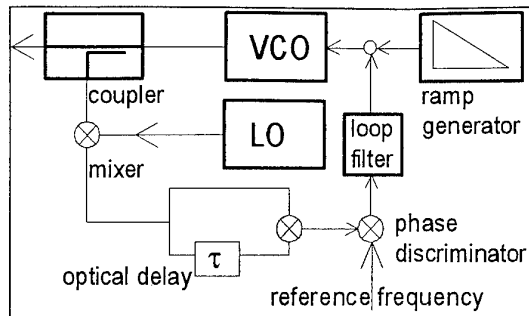 VCO
coupler
ramp
generator
LO
loop
filter
mixer
τ
optical delay
phase
discriminator
reference frequency